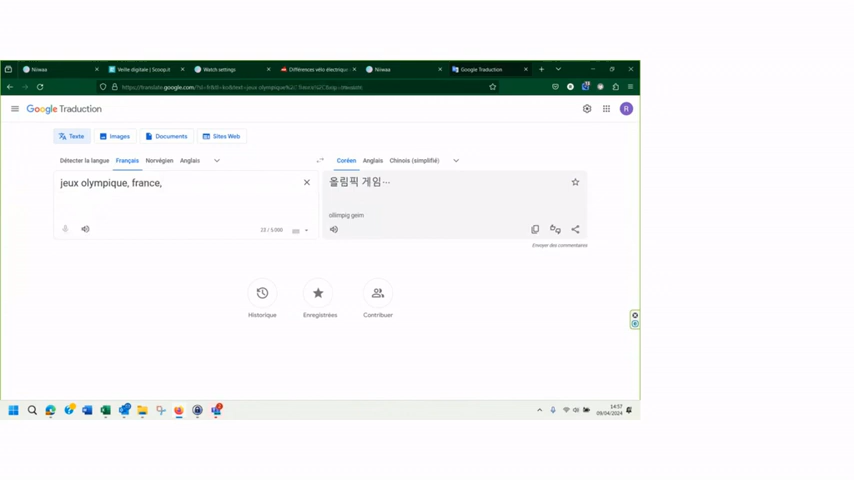 Niiwaa
Veille digitale | Scoop.it
Watch settings
Différences vélo électrique
Niiwaa
Google Traduction
Google Traduction
Texte
Images
Documents
Sites Web
Détecter la langue
Français
Norvégien
Anglais
Coréen
Anglais
Chinois (simplifié)
jeux olympique, france,
올림픽 게임...
ollimpig geim
23 / 5 000
Envoyer des commentaires
Historique
Enregistrées
Contribuer
14:57
09/04/2024